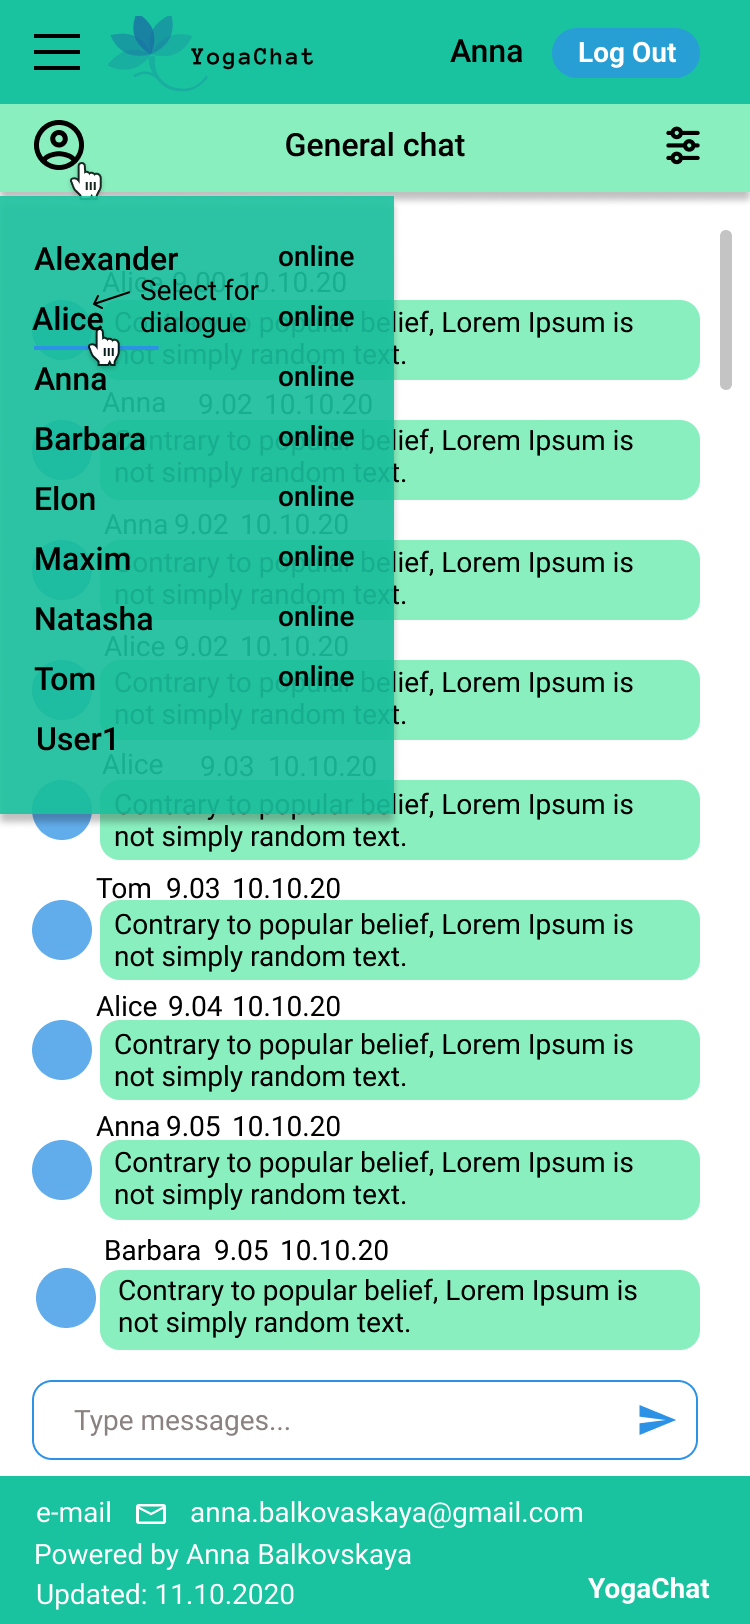 YogaChat
Anna
Log Out
General chat
Alexander online
Alice 9.00 10.10.20
Select for
dialogue
Alice online
Contrary to popular belief, Lorem Ipsum is
not simply random text.
Anna online
Anna 9.02 10.10.20
Barbara online
Contrary to popular belief, Lorem Ipsum is
not simply random text.
Elon online
Anna 9.02 10.10.20
Maxim online
Contrary to popular belief, Lorem Ipsum is
not simply random text.
Natasha online
Alice 9.02 10.10.20
Tom online
Contrary to popular belief, Lorem Ipsum is
not simply random text.
User1
Alice 9.03 10.10.20
Contrary to popular belief, Lorem Ipsum is
not simply random text.
Tom 9.03 10.10.20
Contrary to popular belief, Lorem Ipsum is
not simply random text.
Alice 9.04 10.10.20
Contrary to popular belief, Lorem Ipsum is
not simply random text.
Anna 9.05 10.10.20
Contrary to popular belief, Lorem Ipsum is
not simply random text.
Barbara 9.05 10.10.20
Contrary to popular belief, Lorem Ipsum is
not simply random text.
Type messages...
e-mail anna.balkovaskaya@gmail.com
Powered by Anna Balkovskaya
Updated: 11.10.2020
YogaChat